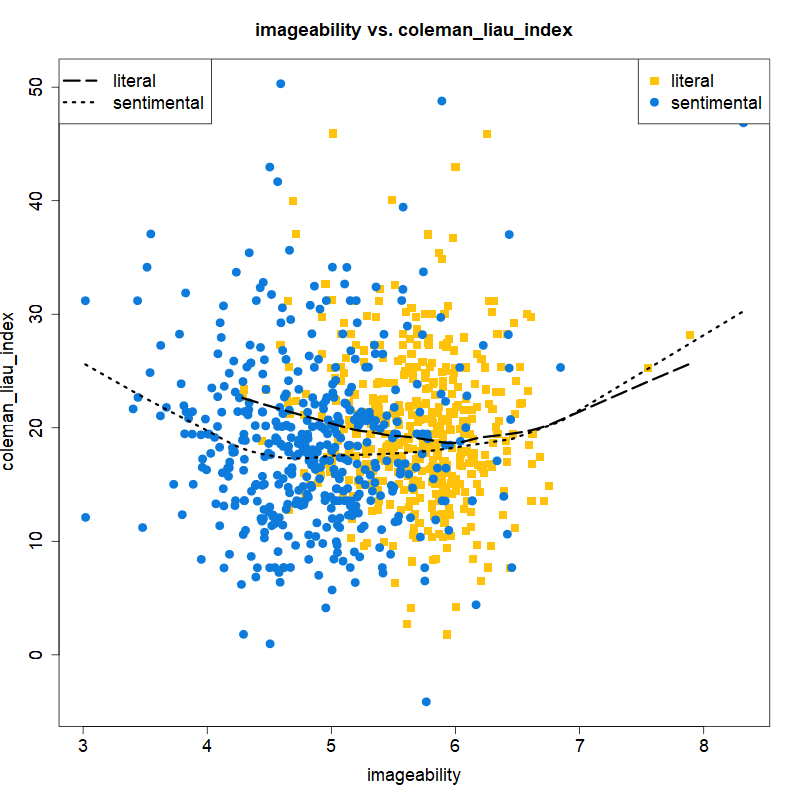 imageability vs. coleman_liau_index
literal
sentimental
literal
sentimental
50
40
30
20
10
0
coleman_liau_index
3 4 5 6 7 8
imageability